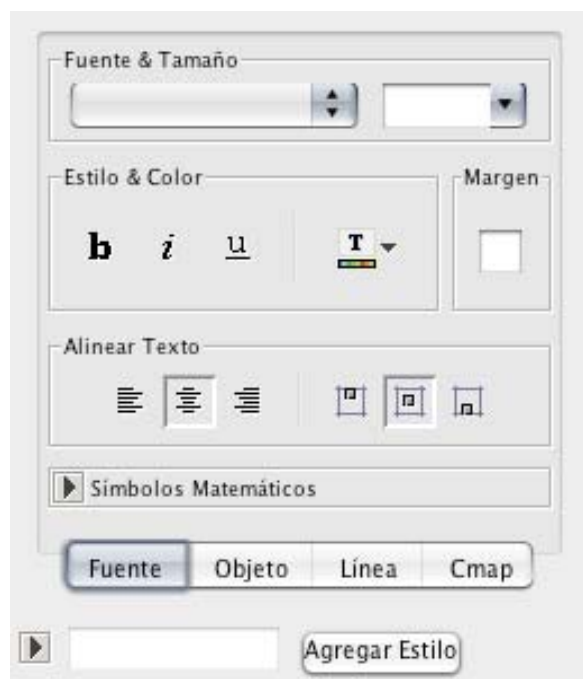 Fuente & Tamaño
Estilo & Color
Margen
b i u
T
Alinear Texto
Símbolos Matemáticos
Fuente Objeto Línea Cmap
Agregar Estilo